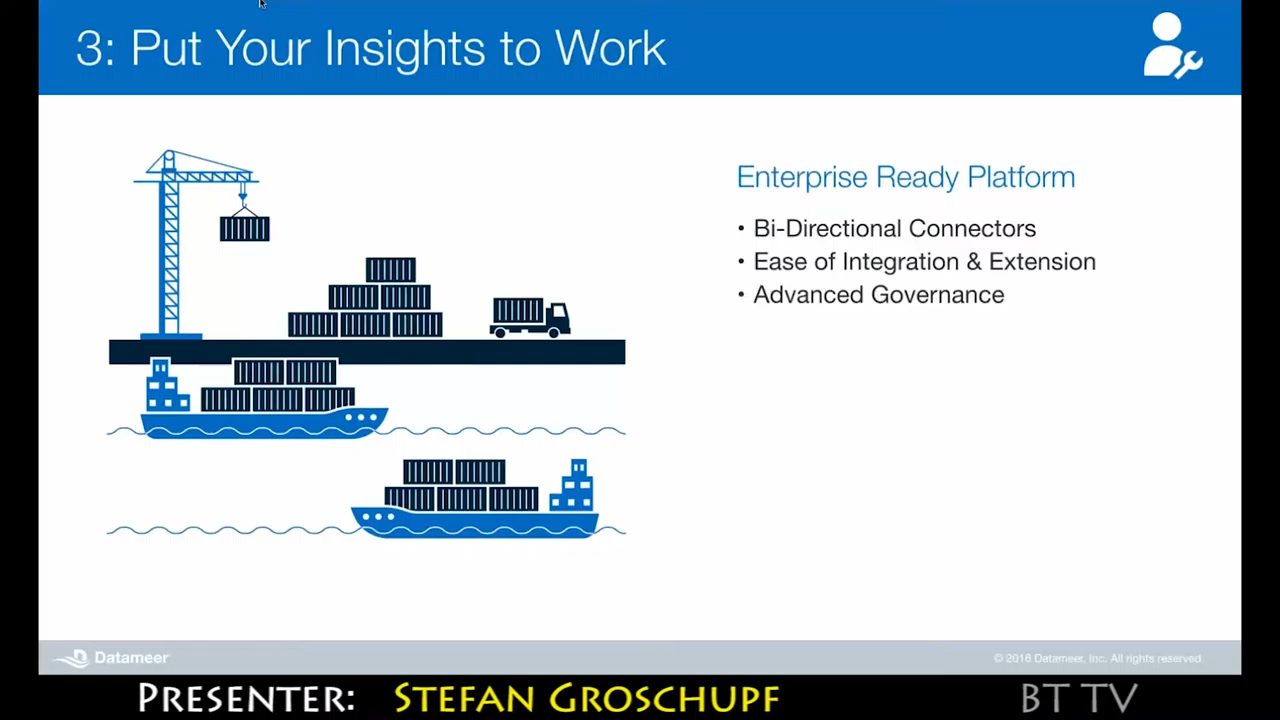 3: Put Your Insights to Work
Enterprise Ready Platform
• Bi-Directional Connectors
• Ease of Integration & Extension
• Advanced Governance
Datameer
© 2016 Datameer, Inc. All rights reserved
PRESENTER: STEFAN GROSCHUPF
BT TV